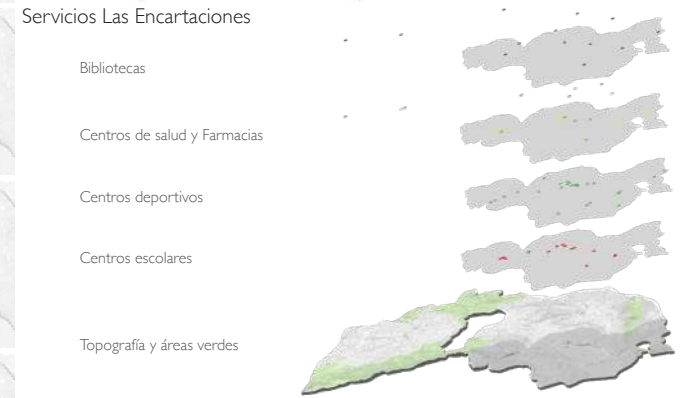 Servicios Las Encartaciones
Bibliotecas
Centros de salud y Farmacias
Centros deportivos
Centros escolares
Topografía y áreas verdes